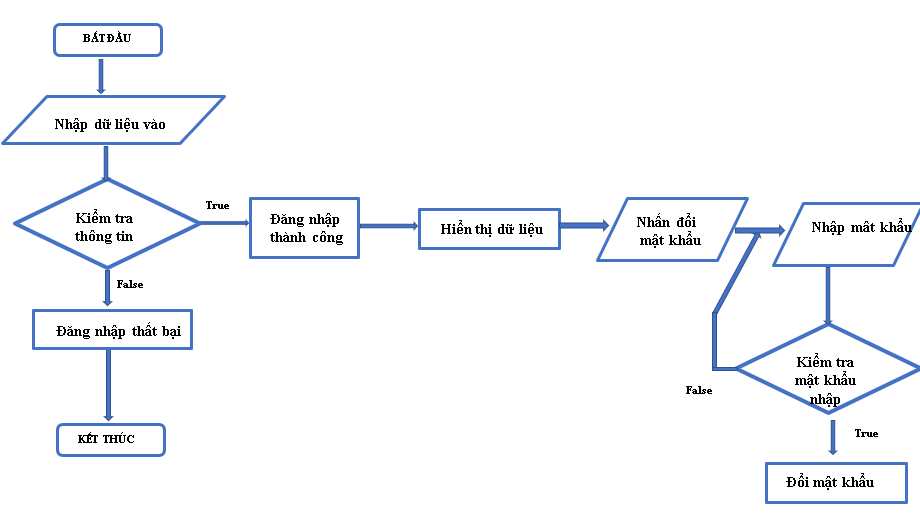 BẮT ĐẦU
Nhập dữ liệu vào
Kiểm tra
thông tin
True
False
Đăng nhập
thành công
Hiển thị dữ liệu
Nhấn đổi
mật khẩu
Nhập mât khẩu
Đăng nhập thất bại
KẾT THÚC
Kiểm tra
mật khẩu
nhập
False
True
Đổi mật khẩu